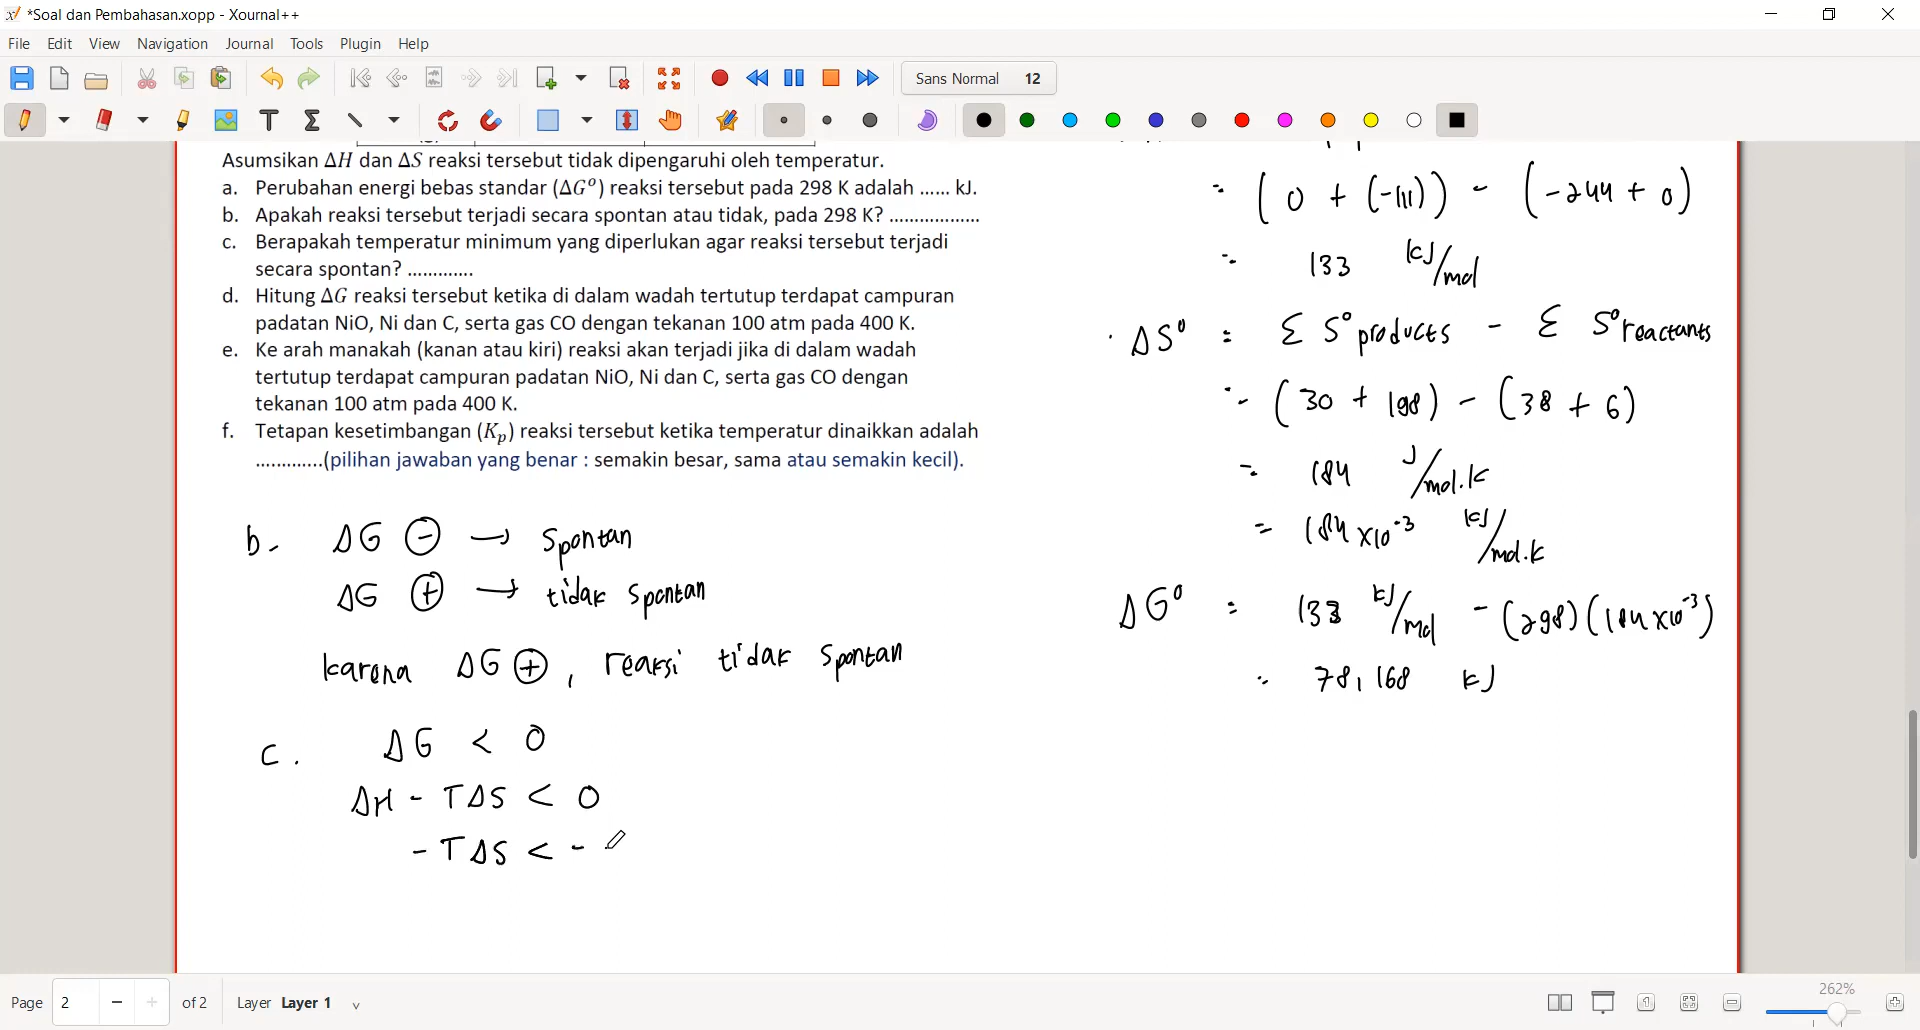 *Soal dan Pembahasan.xopp - Xournal++
File Edit View Navigation Journal Tools Plugin Help
Sans Normal 12
Asumsikan ΔH dan ΔS reaksi tersebut tidak dipengaruhi oleh temperatur.
a. Perubahan energi bebas standar (ΔG°) reaksi tersebut pada 298 K adalah ...... kJ.
b. Apakah reaksi tersebut terjadi secara spontan atau tidak, pada 298 K? ..................
c. Berapakah temperatur minimum yang diperlukan agar reaksi tersebut terjadi
secara spontan? .............
d. Hitung ΔG reaksi tersebut ketika di dalam wadah tertutup terdapat campuran
padatan NiO, Ni dan C, serta gas CO dengan tekanan 100 atm pada 400 K.
e. Ke arah manakah (kanan atau kiri) reaksi akan terjadi jika di dalam wadah
tertutup terdapat campuran padatan NiO, Ni dan C, serta gas CO dengan
tekanan 100 atm pada 400 K.
f. Tetapan kesetimbangan (Kp) reaksi tersebut ketika temperatur dinaikkan adalah
.............(pilihan jawaban yang benar : semakin besar, sama atau semakin kecil).
b. ΔG ⊖ → spontan
ΔG ⊕ → tidak spontan
karena ΔG ⊕, reaksi tidak spontan
c. ΔG < 0
ΔH - TΔS < 0
- TΔS < -
= (0 + (-111)) - (-244 + 0)
= 133 kJ/mol
ΔS° = Σ S° products - Σ S° reactants
= (30 + 198) - (38 + 6)
= 184 J/mol.K
= 184 x10⁻³ kJ/mol.K
ΔG° = 133 kJ/mol - (298)(184 x10⁻³)
= 78,168 kJ
Page 2 of 2 Layer Layer 1 262%